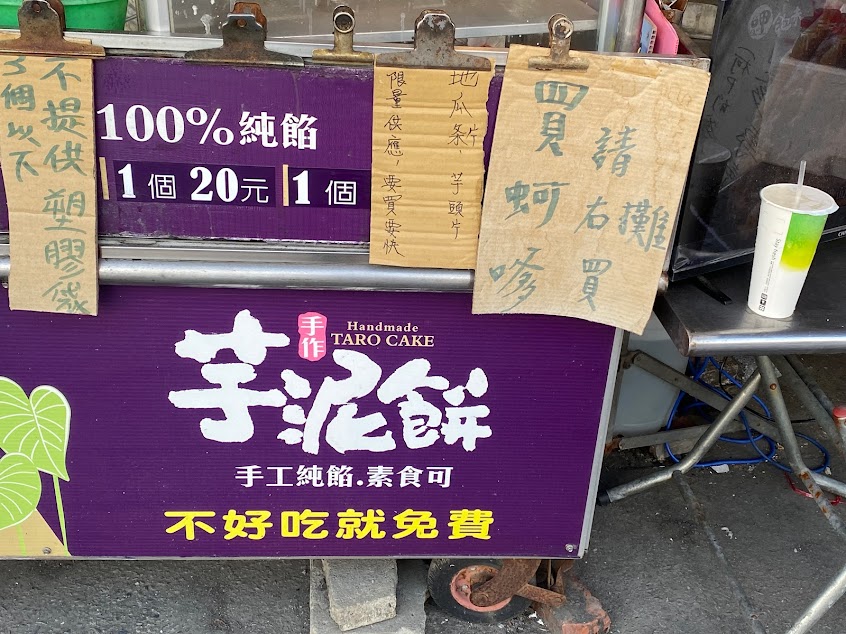 3個以下
不提供塑膠袋
100%純餡
1個20元
1個
地瓜条片，芋頭片
限量供應，要買要快
買蚵嗲
請右攤買
手作
Handmade
TARO CAKE
芋泥餅
手工純餡.素食可
不好吃就免費